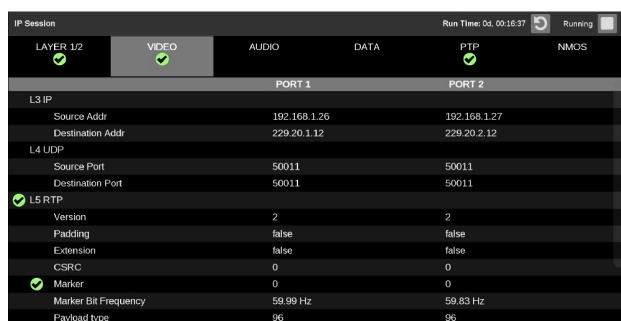 IP Session Run Time: 0d, 00:16:37 Running
LAYER 1/2 VIDEO AUDIO DATA PTP NMOS
PORT 1 PORT 2
L3 IP
Source Addr 192.168.1.26 192.168.1.27
Destination Addr 229.20.1.12 229.20.2.12
L4 UDP
Source Port 50011 50011
Destination Port 50011 50011
L5 RTP
Version 2 2
Padding false false
Extension false false
CSRC 0 0
Marker 0 0
Marker Bit Frequency 59.99 Hz 59.83 Hz
Payload type 96 96